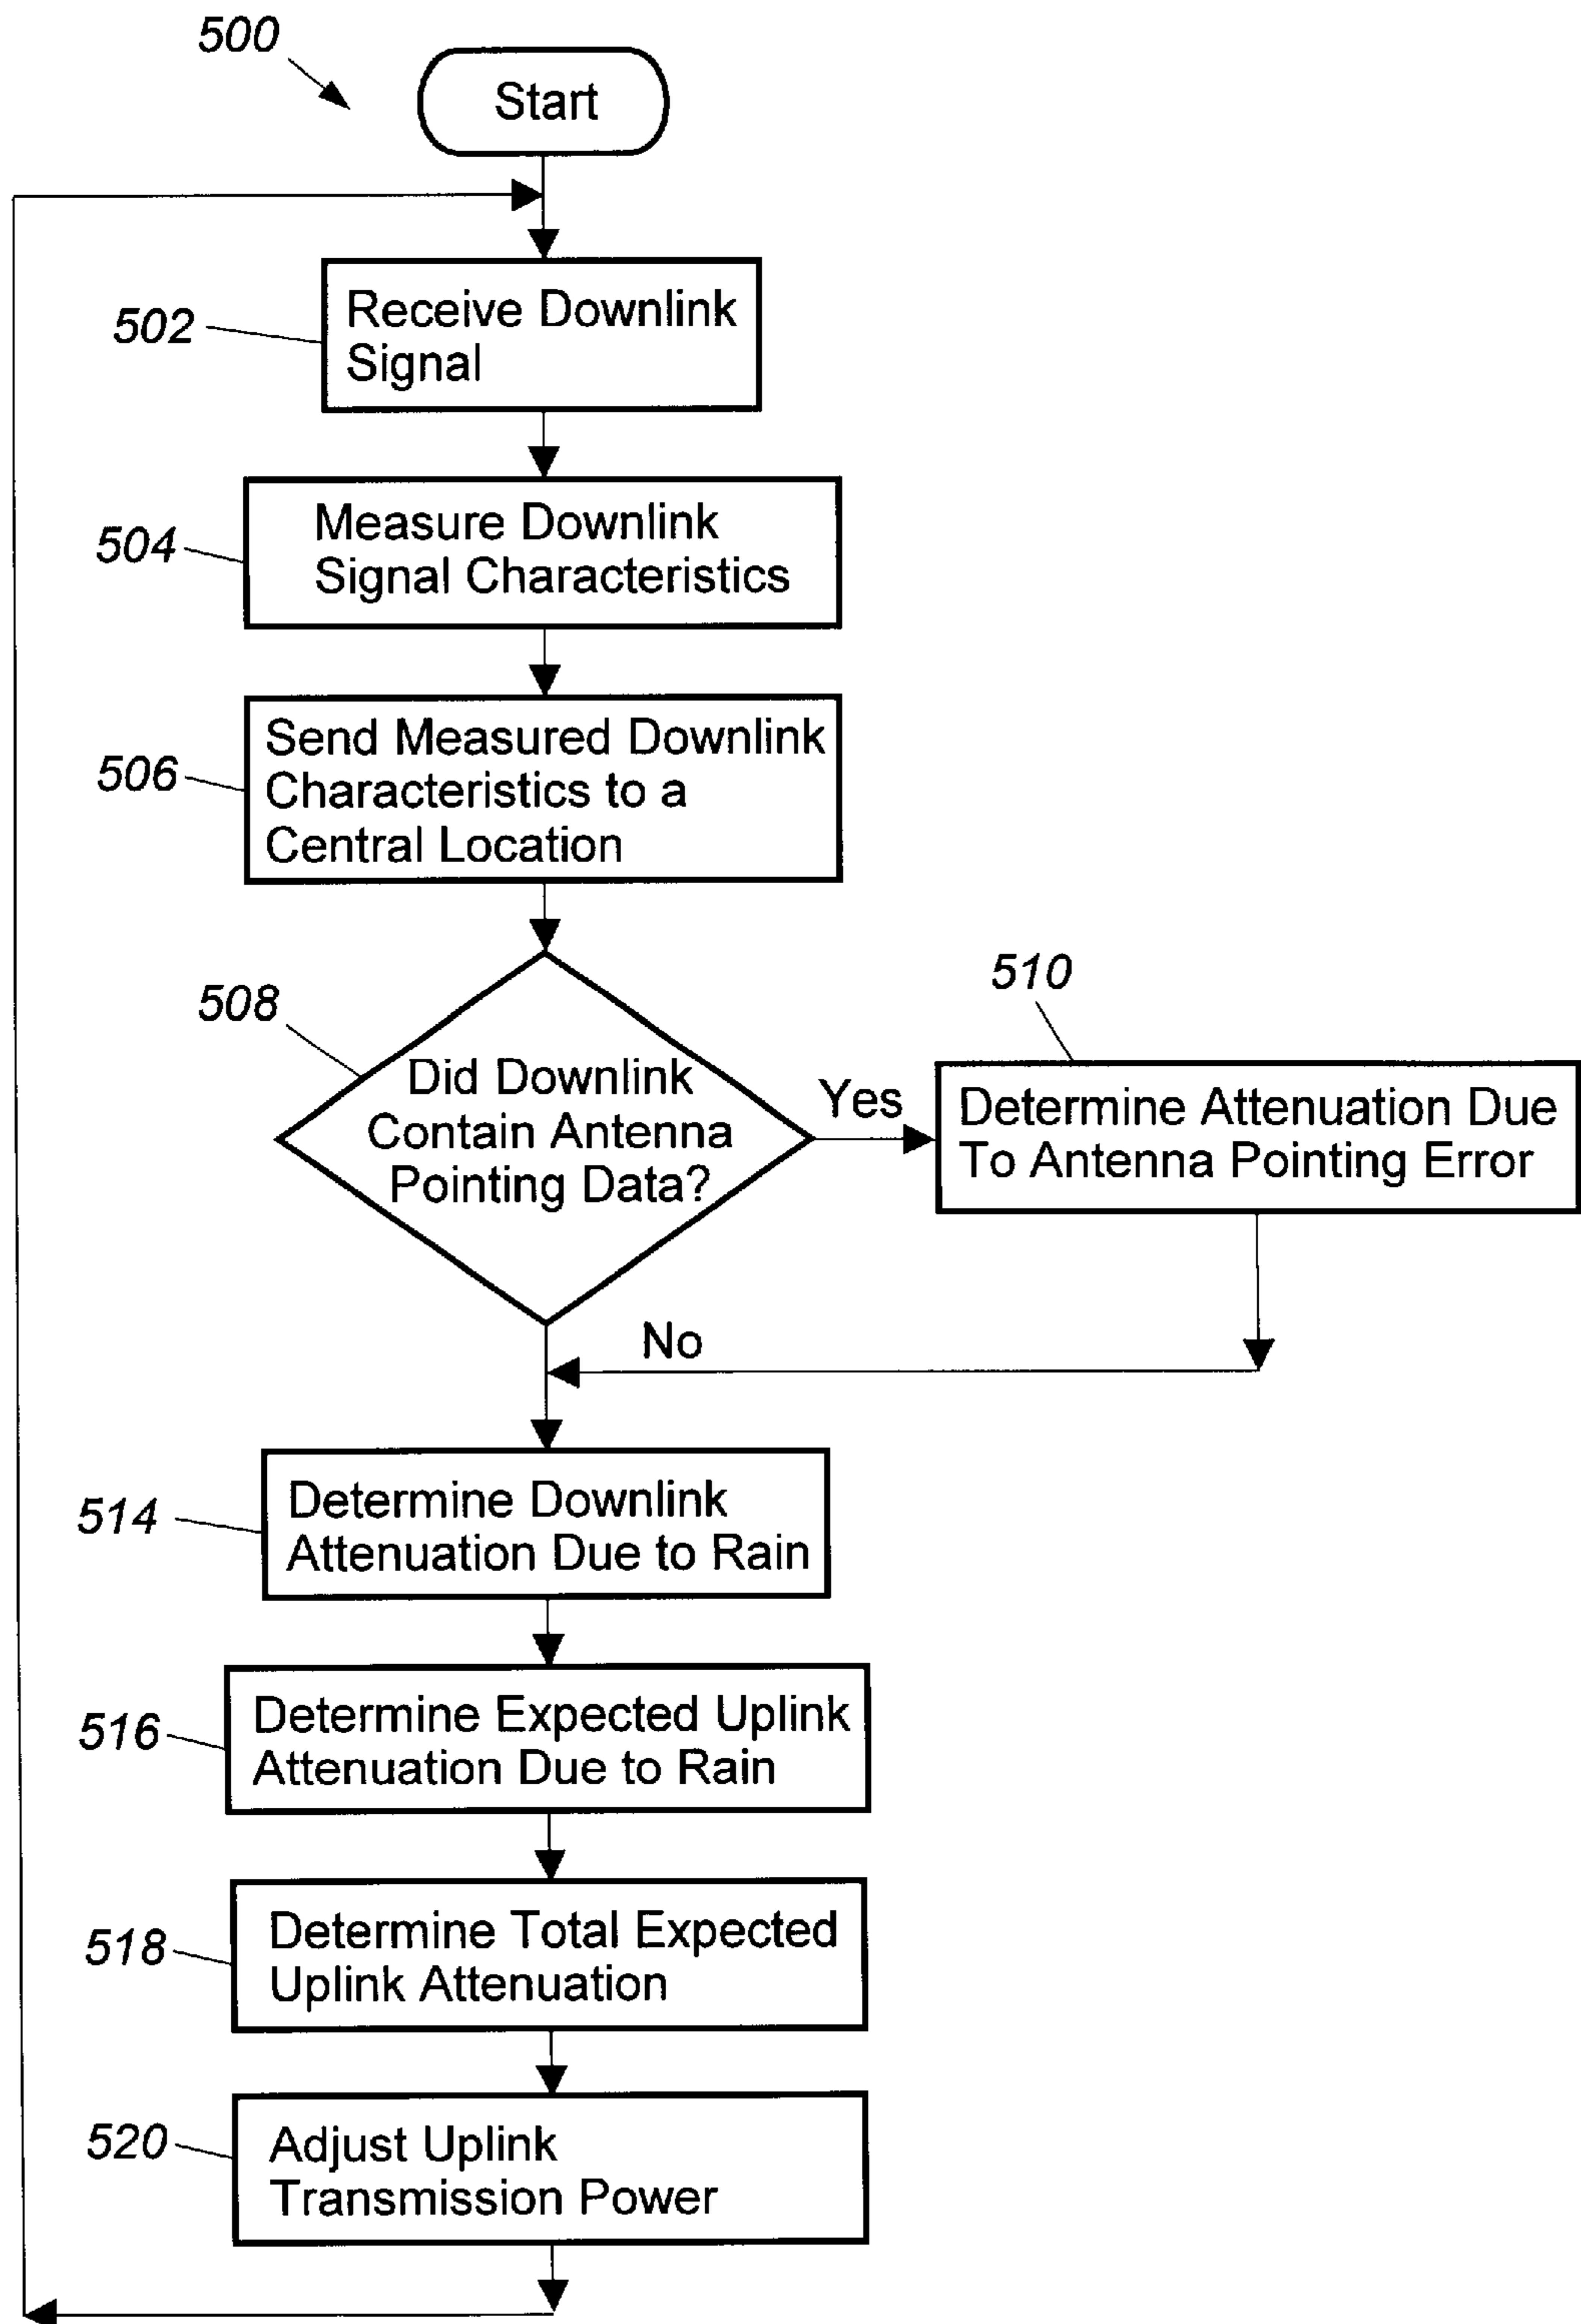 500
Start
502
Receive Downlink
Signal
504
Measure Downlink
Signal Characteristics
506
Send Measured Downlink
Characteristics to a
Central Location
508
Did Downlink
Contain Antenna
Pointing Data?
Yes
510
Determine Attenuation Due
To Antenna Pointing Error
No
514
Determine Downlink
Attenuation Due to Rain
516
Determine Expected Uplink
Attenuation Due to Rain
518
Determine Total Expected
Uplink Attenuation
520
Adjust Uplink
Transmission Power